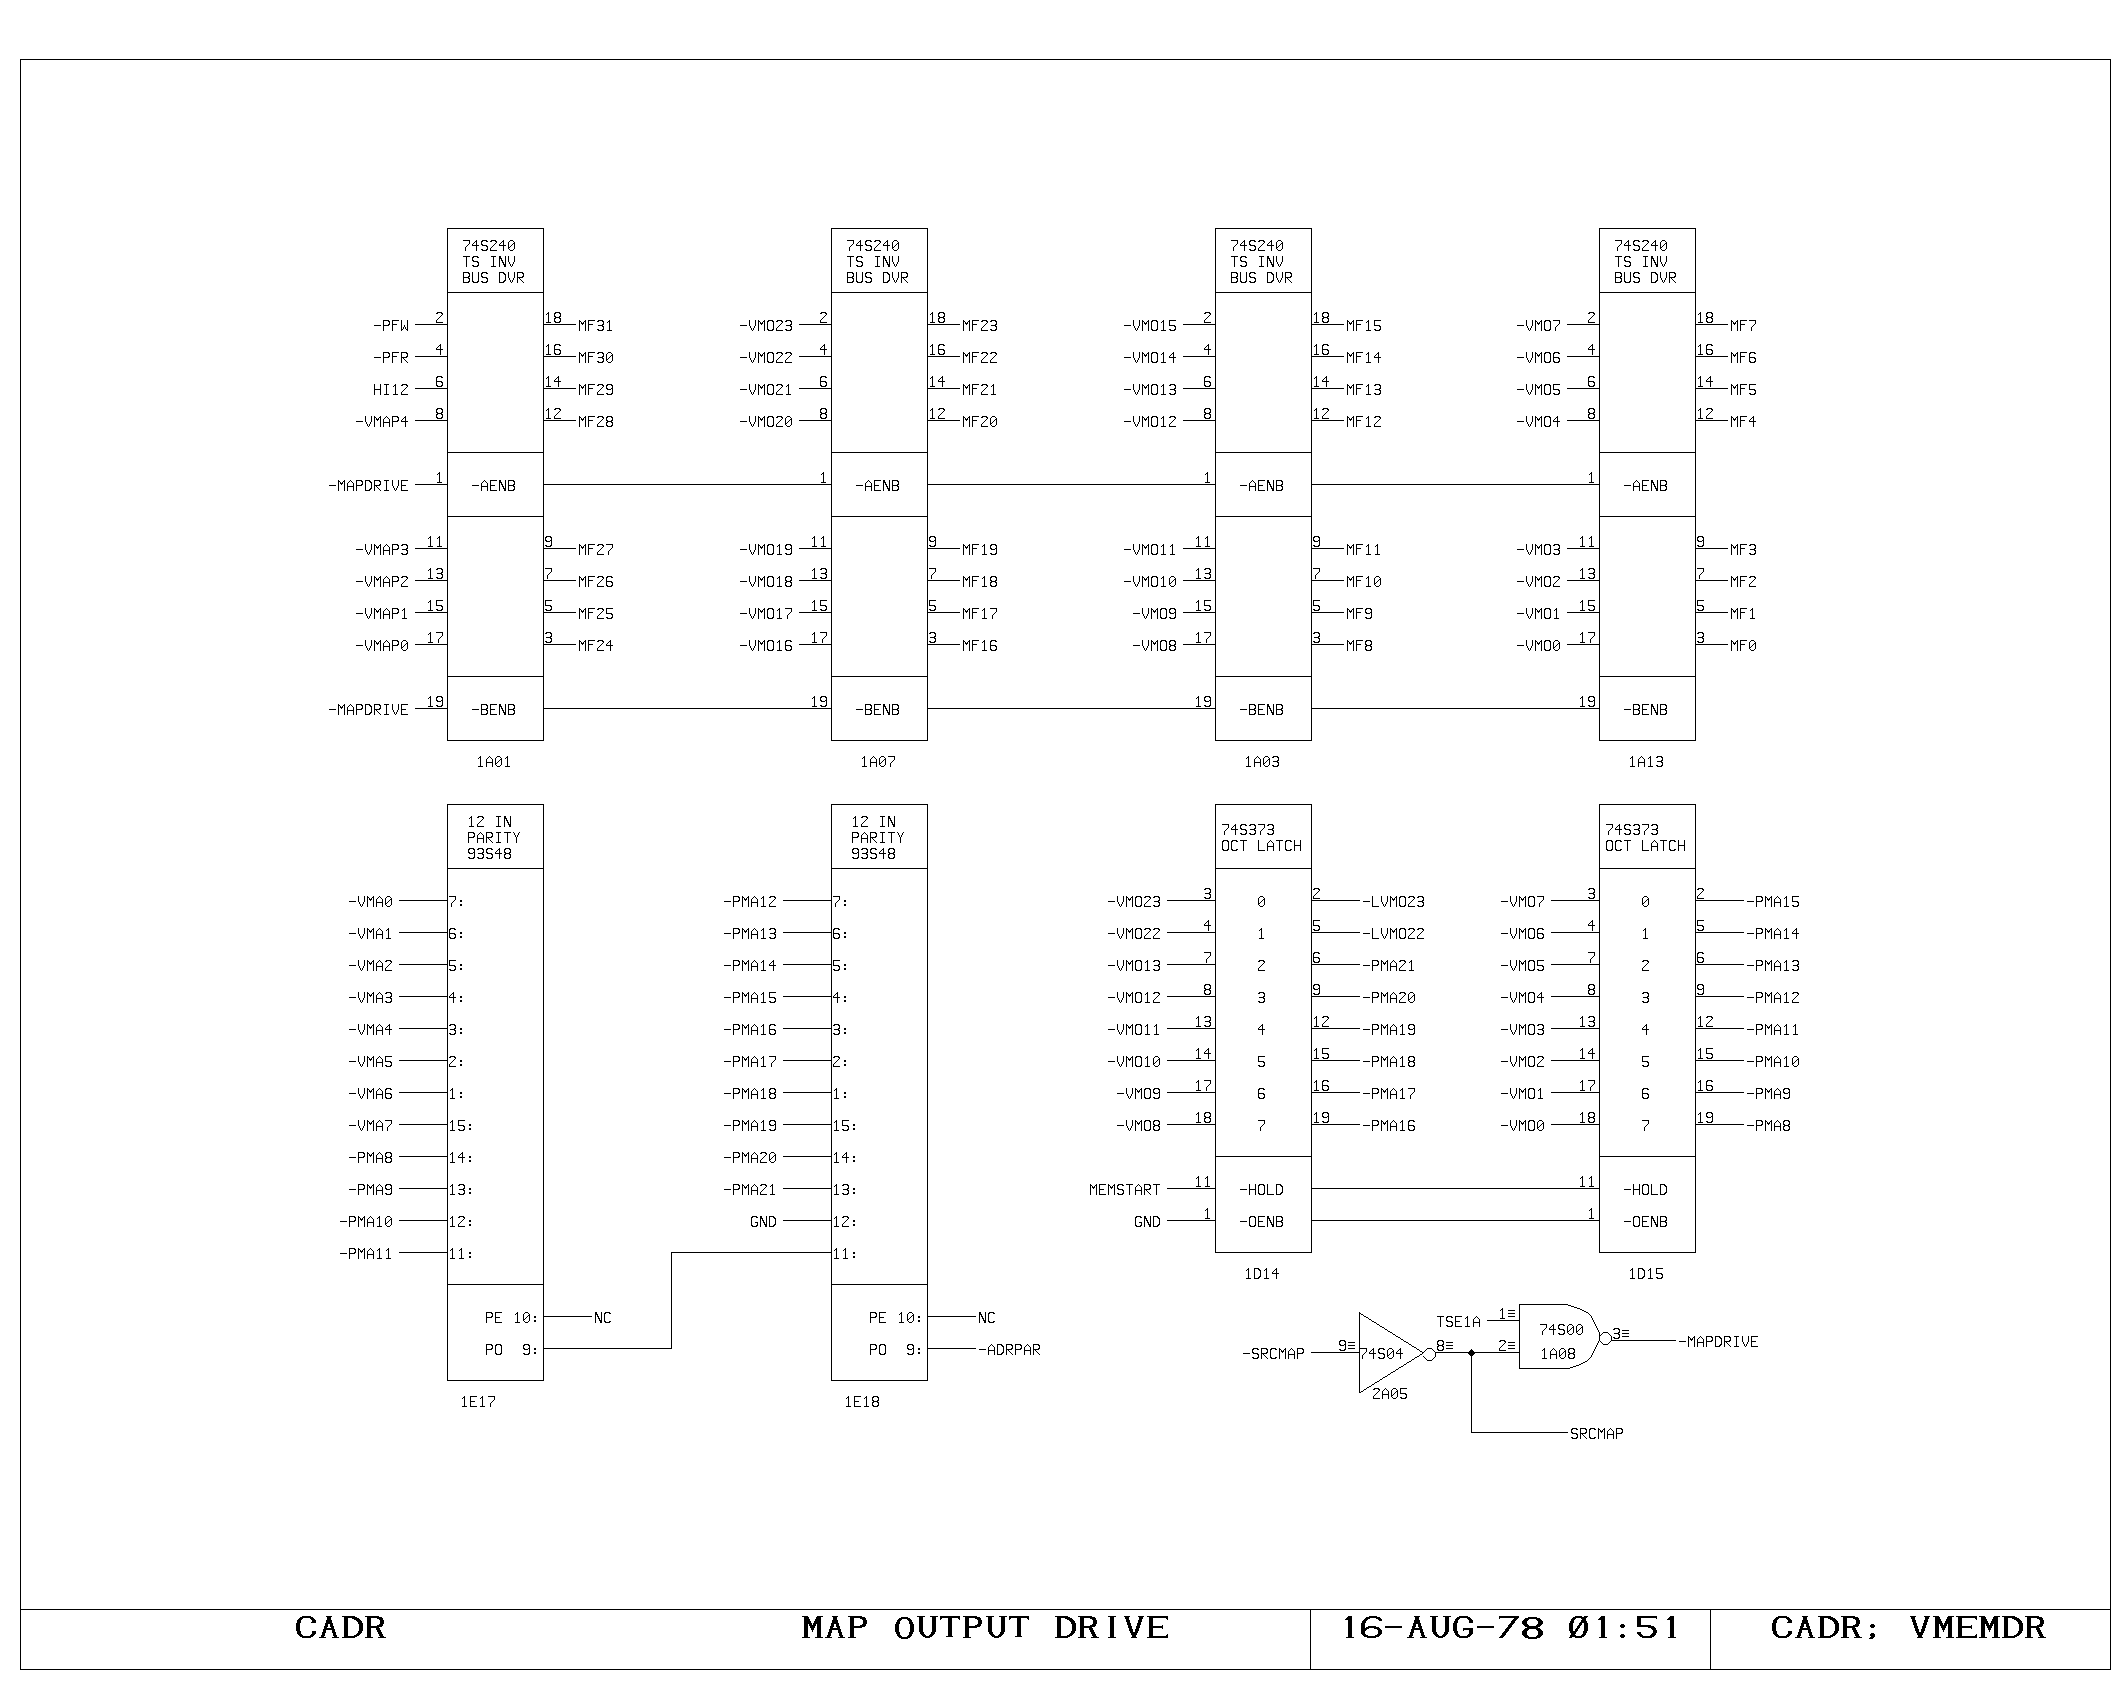 74S240 74S240 74S240 74S240
TS INV TS INV TS INV TS INV
BUS DVR BUS DVR BUS DVR BUS DVR
-PFW 2 18 MF31 -VMO23 2 18 MF23 -VMO15 2 18 MF15 -VMO7 2 18 MF7
-PFR 4 16 MF30 -VMO22 4 16 MF22 -VMO14 4 16 MF14 -VMO6 4 16 MF6
HI12 6 14 MF29 -VMO21 6 14 MF21 -VMO13 6 14 MF13 -VMO5 6 14 MF5
-VMAP4 8 12 MF28 -VMO20 8 12 MF20 -VMO12 8 12 MF12 -VMO4 8 12 MF4
-MAPDRIVE 1 -AENB 1 -AENB 1 -AENB 1 -AENB
-VMAP3 11 9 MF27 -VMO19 11 9 MF19 -VMO11 11 9 MF11 -VMO3 11 9 MF3
-VMAP2 13 7 MF26 -VMO18 13 7 MF18 -VMO10 13 7 MF10 -VMO2 13 7 MF2
-VMAP1 15 5 MF25 -VMO17 15 5 MF17 -VMO9 15 5 MF9 -VMO1 15 5 MF1
-VMAP0 17 3 MF24 -VMO16 17 3 MF16 -VMO8 17 3 MF8 -VMO0 17 3 MF0
-MAPDRIVE 19 -BENB 19 -BENB 19 -BENB 19 -BENB
1A01 1A07 1A03 1A13
12 IN 12 IN 74S373 74S373
PARITY PARITY OCT LATCH OCT LATCH
93S48 93S48
-VMA0 7: -PMA12 7: -VMO23 3 0 2 -LVMO23 -VMO7 3 0 2 -PMA15
-VMA1 6: -PMA13 6: -VMO22 4 1 5 -LVMO22 -VMO6 4 1 5 -PMA14
-VMA2 5: -PMA14 5: -VMO13 7 2 6 -PMA21 -VMO5 7 2 6 -PMA13
-VMA3 4: -PMA15 4: -VMO12 8 3 9 -PMA20 -VMO4 8 3 9 -PMA12
-VMA4 3: -PMA16 3: -VMO11 13 4 12 -PMA19 -VMO3 13 4 12 -PMA11
-VMA5 2: -PMA17 2: -VMO10 14 5 15 -PMA18 -VMO2 14 5 15 -PMA10
-VMA6 1: -PMA18 1: -VMO9 17 6 16 -PMA17 -VMO1 17 6 16 -PMA9
-VMA7 15: -PMA19 15: -VMO8 18 7 19 -PMA16 -VMO0 18 7 19 -PMA8
-PMA8 14: -PMA20 14:
-PMA9 13: -PMA21 13: MEMSTART 11 -HOLD 11 -HOLD
-PMA10 12: GND 12: GND 1 -OENB 1 -OENB
-PMA11 11: 11:
1D14 1D15
PE 10: NC PE 10: NC TSE1A 1≡ 74S00 3≡ -MAPDRIVE
PO 9: PO 9: -ADRPAR -SRCMAP 9≡ 74S04 8≡ 2≡ 1A08
1E17 1E18 2A05
SRCMAP
CADR MAP OUTPUT DRIVE 16-AUG-78 01:51 CADR; VMEMDR